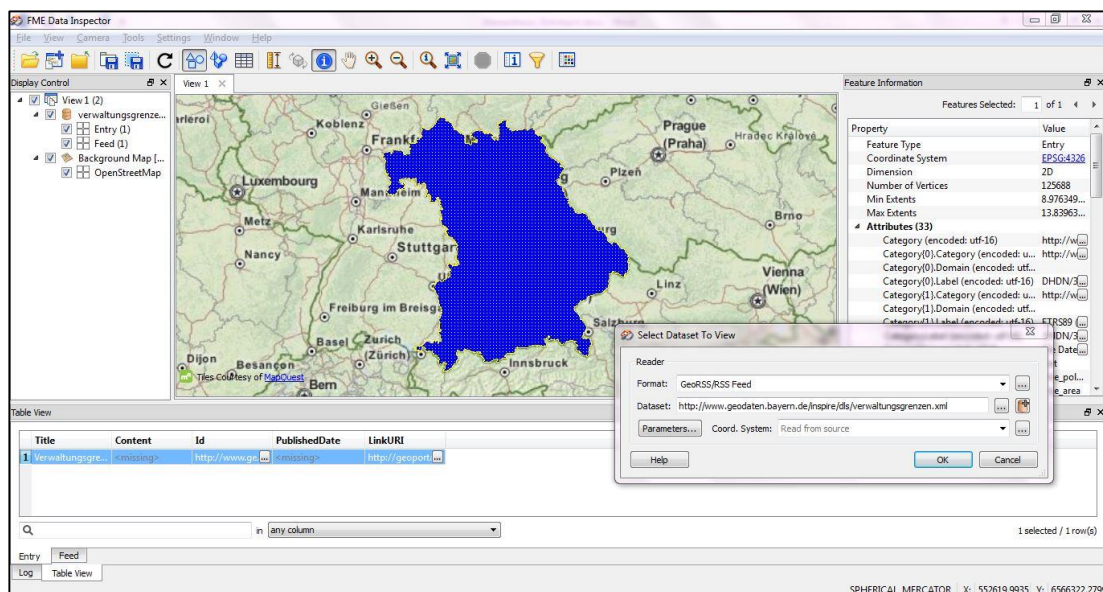 FME Data Inspector
File View Camera Tools Settings Window Help
Display Control
View 1 (2)
verwaltungsgrenze...
Entry (1)
Feed (1)
Background Map [...
OpenStreetMap
View 1
Gießen
Koblenz
Frankf
Luxembourg
Mannheim
Metz
Karlsruhe
Nancy
Stuttgar
Freiburg im Breisg
Basel
Zurich
(Zürich)
Dijon
Besançon
Bern
Prague
(Praha)
Hradec Králové
Plzeň
Brno
Linz
Vienna
(Wien)
Salzburg
Innsbruck
Tiles Courtesy of MapQuest
Feature Information
Features Selected: 1 of 1
Property Value
Feature Type Entry
Coordinate System EPSG:4326
Dimension 2D
Number of Vertices 125688
Min Extents 8.976349...
Max Extents 13.83963...
Attributes (33)
Category (encoded: utf-16) http://w
Category{0}.Category (encoded: u... http://w
Category{0}.Domain (encoded: utf...
Category{0}.Label (encoded: utf-16) DHDN/3
Category{1}.Category (encoded: u... http://w
Category{1}.Domain (encoded: utf...
Category{1}.Label (encoded: utf-16) ETRS89 (
Select Dataset To View
Reader
Format: GeoRSS/RSS Feed
Dataset: http://www.geodaten.bayern.de/inspire/dls/verwaltungsgrenzen.xml
Parameters... Coord. System: Read from source
Help OK Cancel
Table View
Title Content Id PublishedDate LinkURI
1 Verwaltungsgre... <missing> http://www.ge <missing> http://geoport
in any column
1 selected / 1 row(s)
Entry Feed
Log Table View
SPHERICAL_MERCATOR X: 552619.9935 Y: 6566322.279